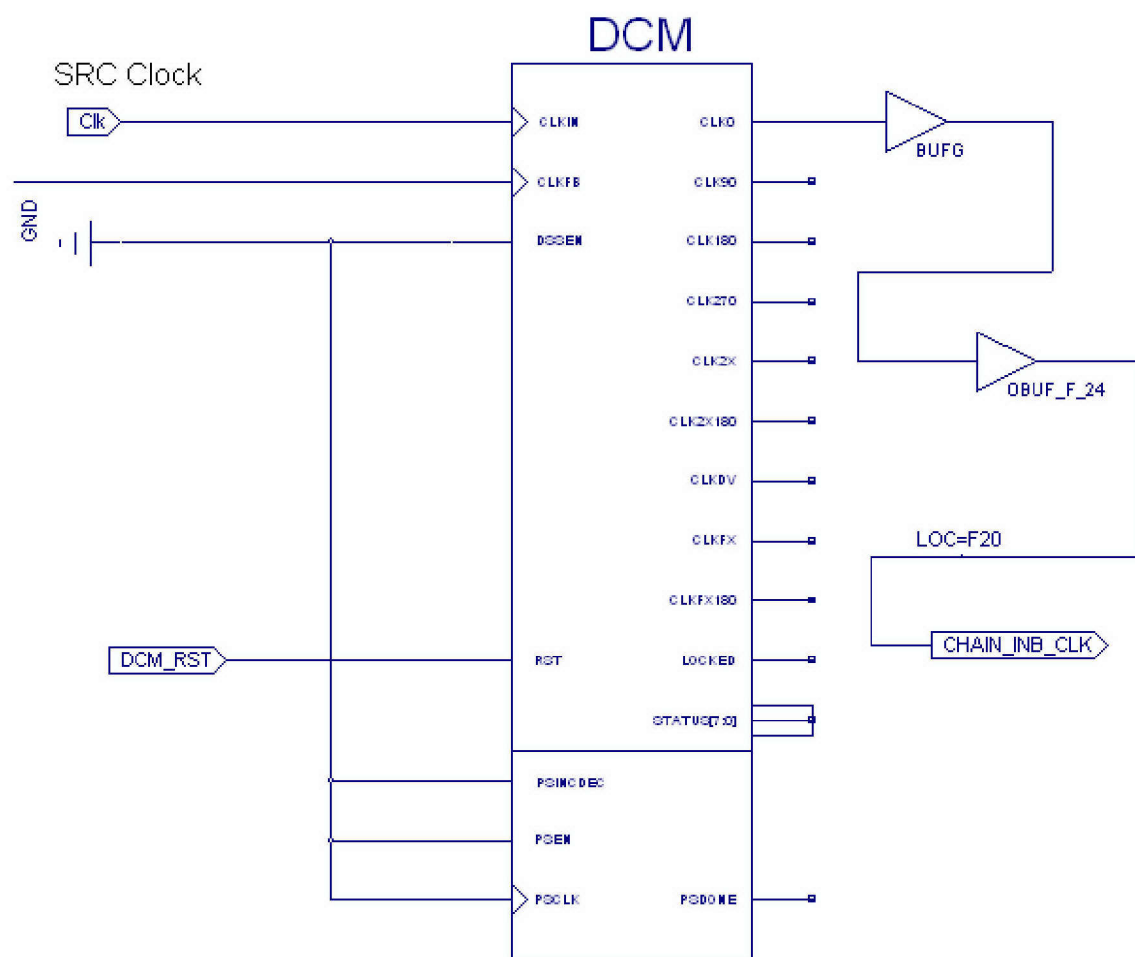 DCM
SRC Clock
Clk
CLKIN
CLK0
BUFG
CLKFB
CLK90
GND
DSSEN
CLK180
CLK270
CLK2X
OBUF_F_24
CLK2X180
CLKDV
CLKFX
LOC=F20
CLKFX180
CHAIN_INB_CLK
DCM_RST
RST
LOCKED
STATUS[7:0]
PSINCDEC
PSEN
PSCLK
PSDONE